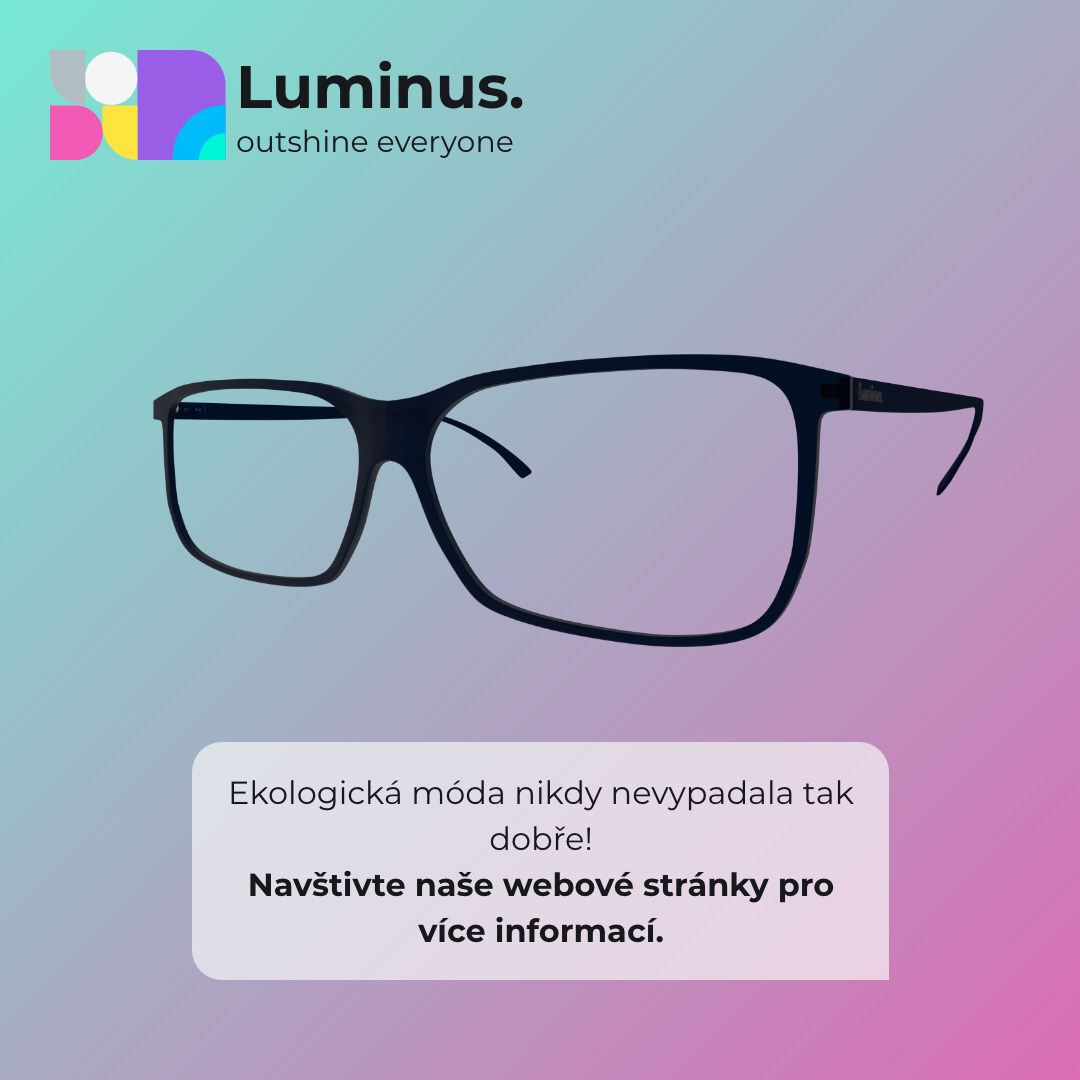 Luminus.
outshine everyone
Luminus.
Ekologická móda nikdy nevypadala tak
dobře!
Navštivte naše webové stránky pro
více informací.